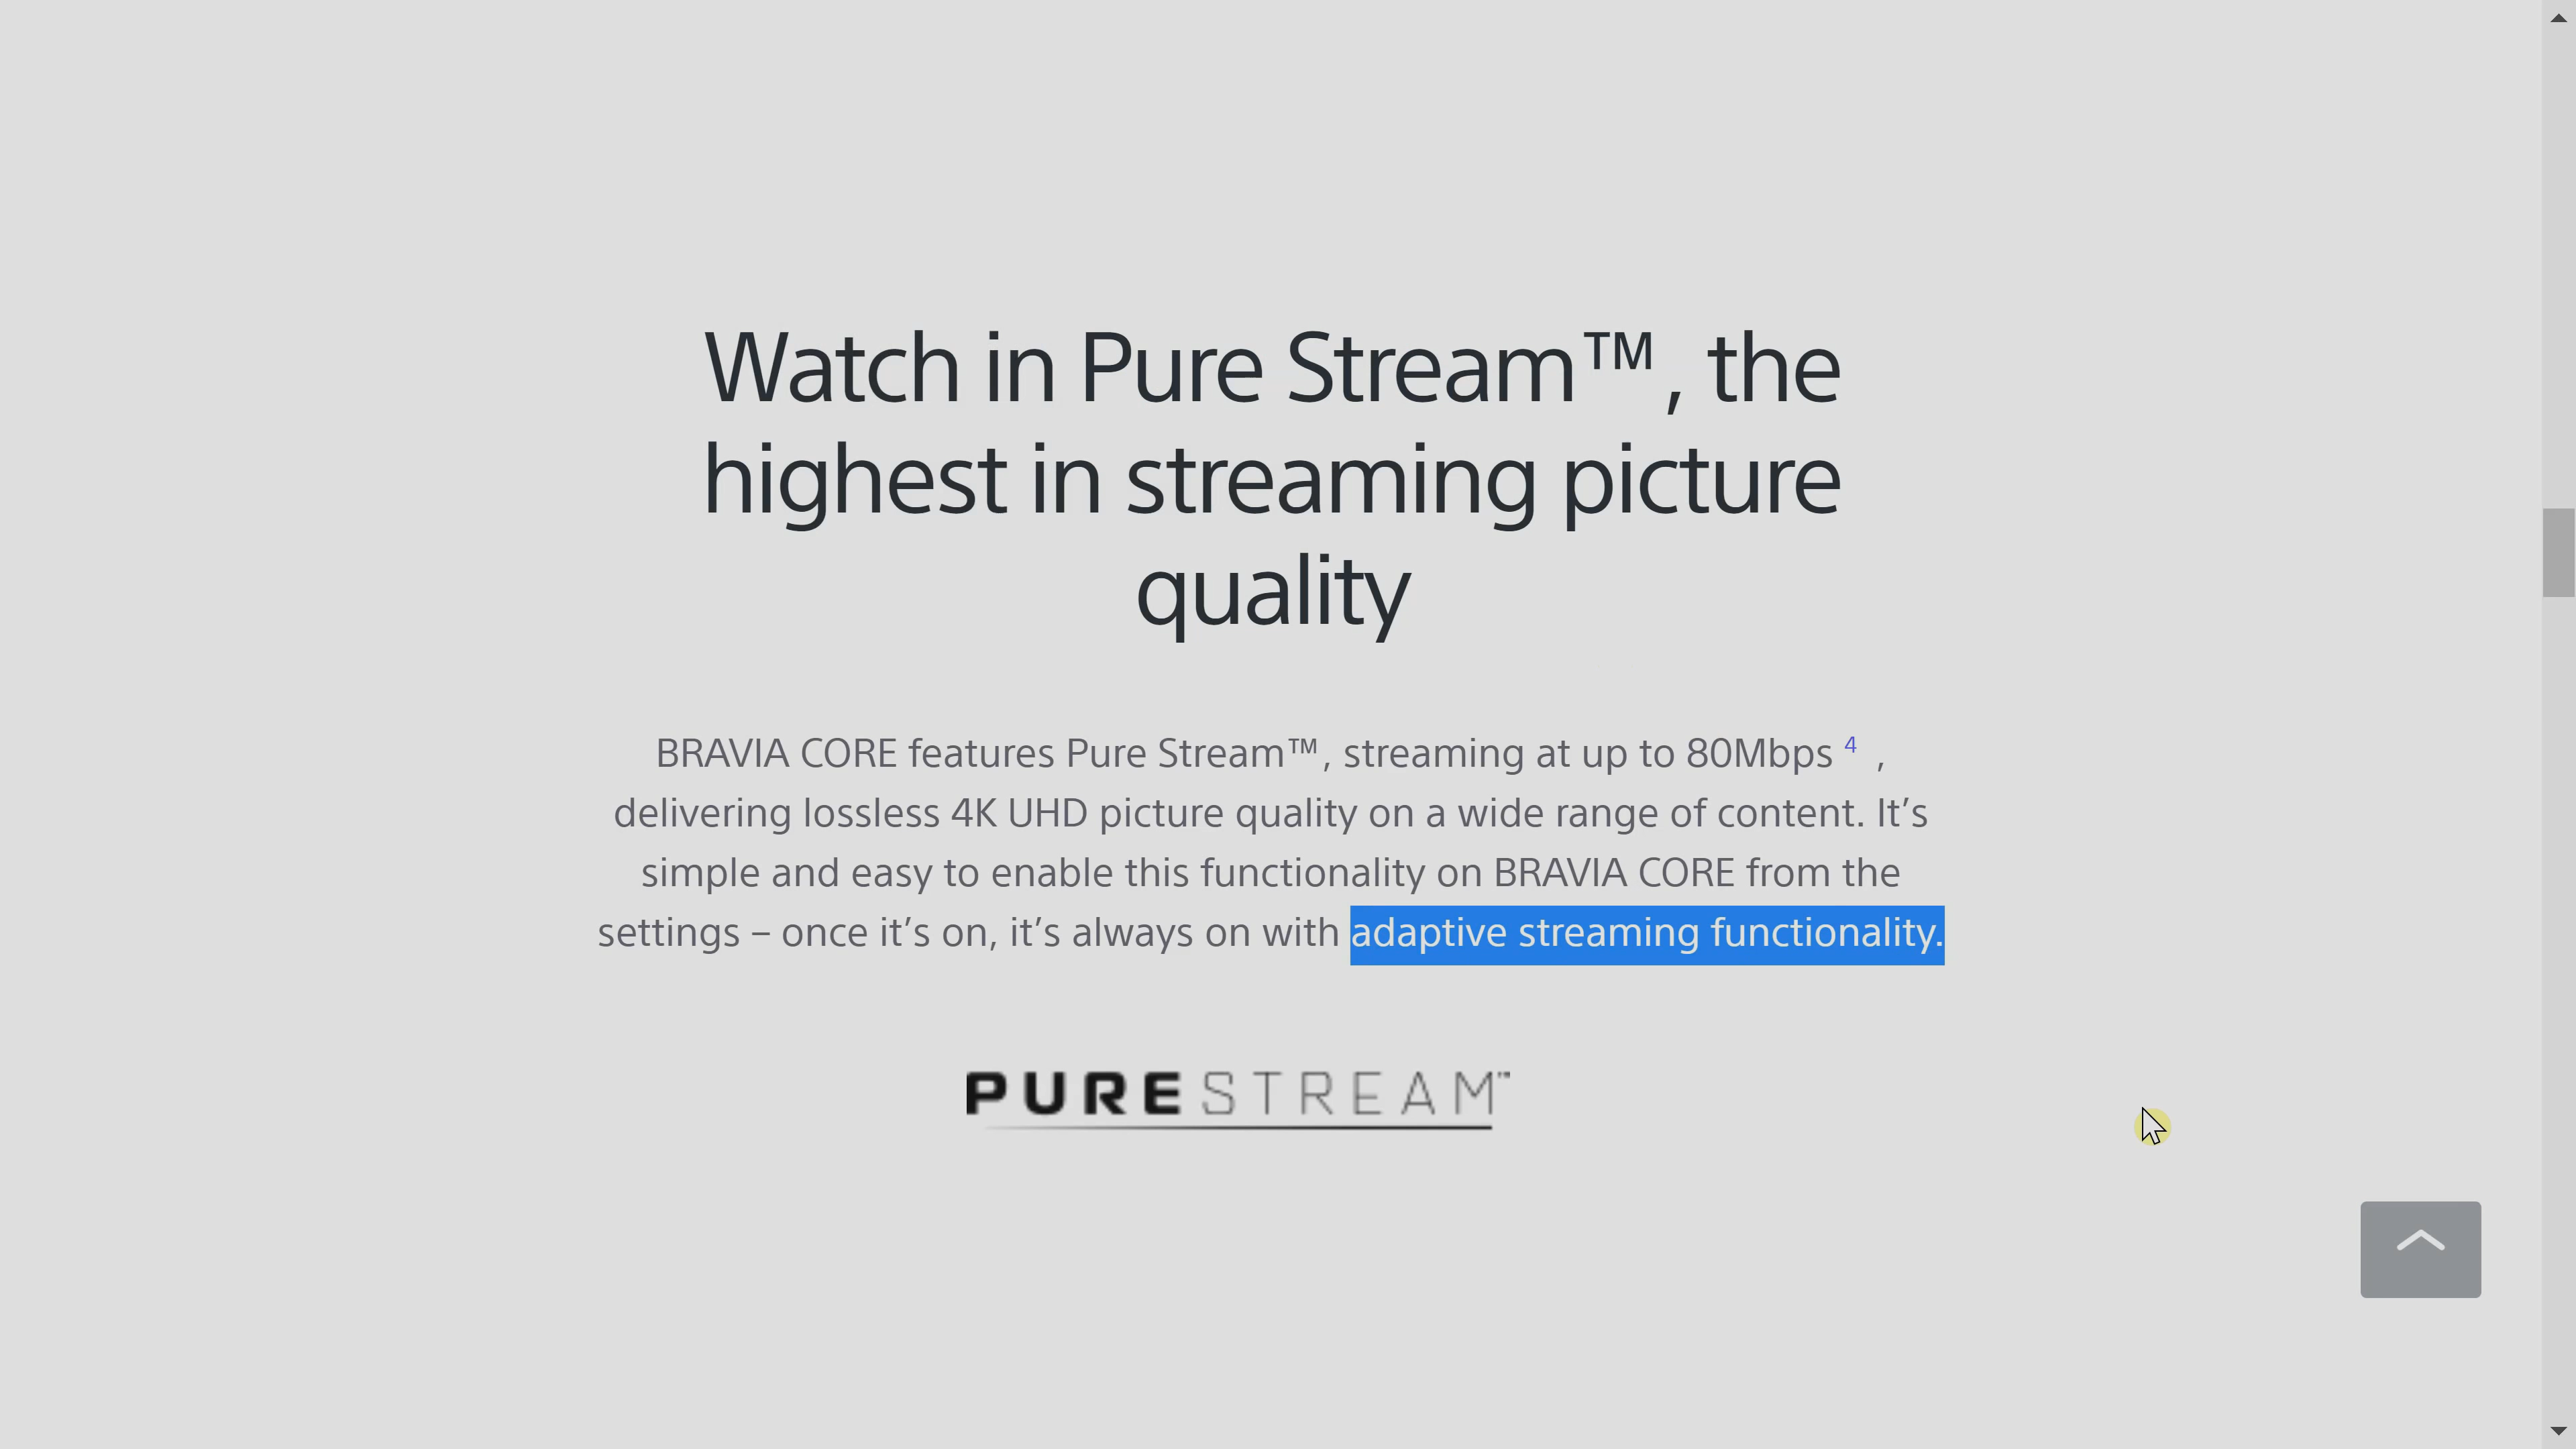 Watch in Pure Stream™, the
highest in streaming picture
quality
BRAVIA CORE features Pure Stream™, streaming at up to 80Mbps 4 ,
delivering lossless 4K UHD picture quality on a wide range of content. It’s
simple and easy to enable this functionality on BRAVIA CORE from the
settings – once it’s on, it’s always on with adaptive streaming functionality.
PURESTREAM™